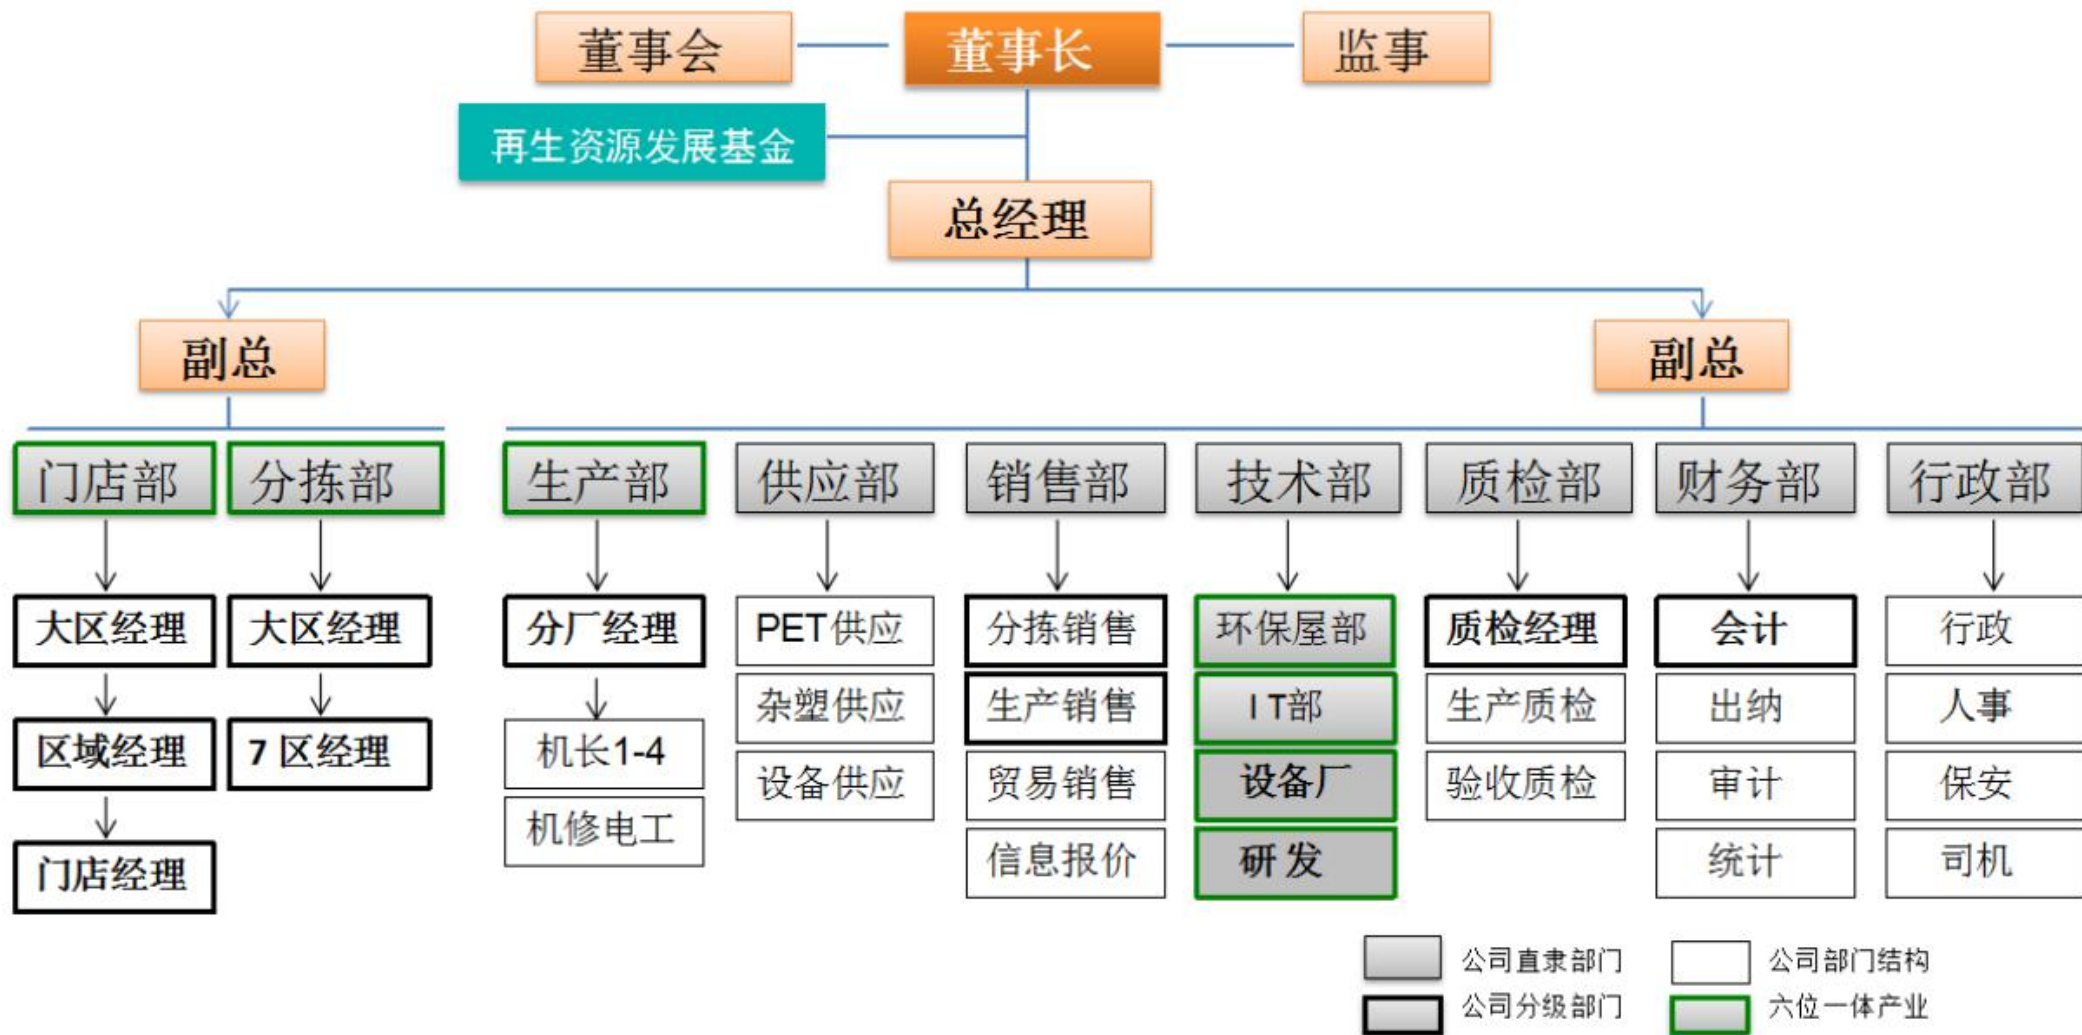 董事会
董事长
监事
再生资源发展基金
总经理
副总
副总
门店部
分拣部
生产部
供应部
销售部
技术部
质检部
财务部
行政部
大区经理
大区经理
分厂经理
PET供应
分拣销售
环保屋部
质检经理
会计
行政
杂塑供应
生产销售
IT部
生产质检
出纳
人事
区域经理
7区经理
机长1-4
设备供应
贸易销售
设备厂
验收质检
审计
保安
机修电工
信息报价
研发
统计
司机
门店经理
公司直隶部门
公司部门结构
公司分级部门
六位一体产业